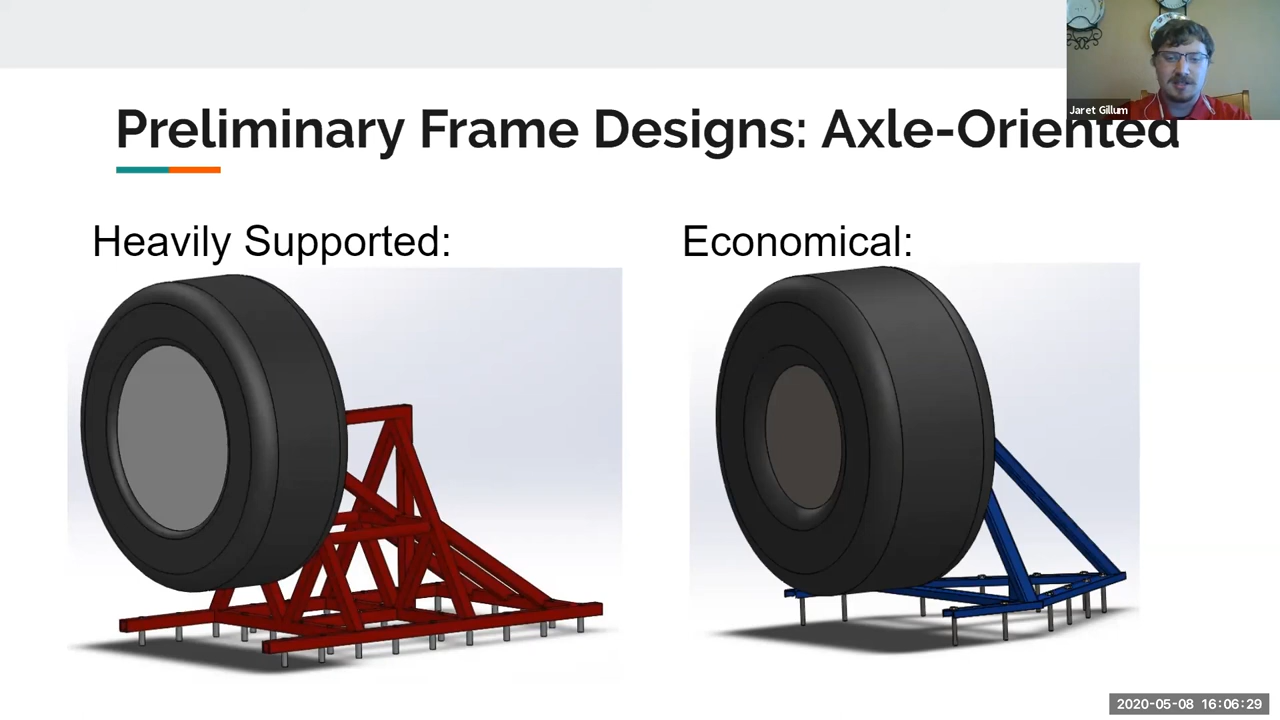 Preliminary Frame Designs: Axle-Oriented
Jaret Gillum
Heavily Supported:
Economical:
2020-05-08 16:06:29